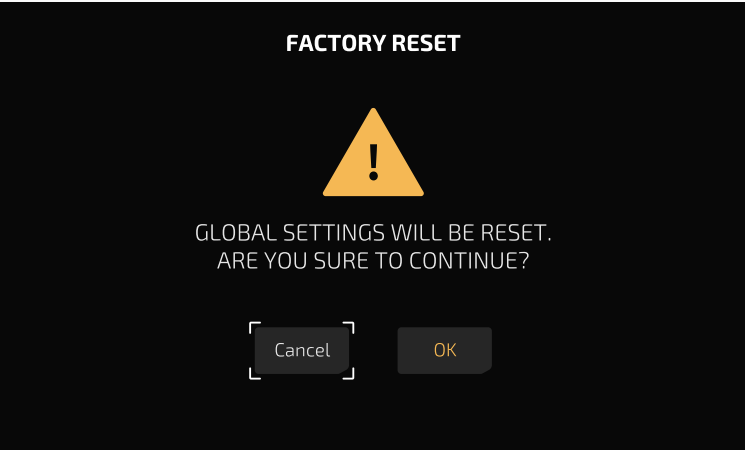 FACTORY RESET
!
GLOBAL SETTINGS WILL BE RESET.
ARE YOU SURE TO CONTINUE?
Cancel
OK